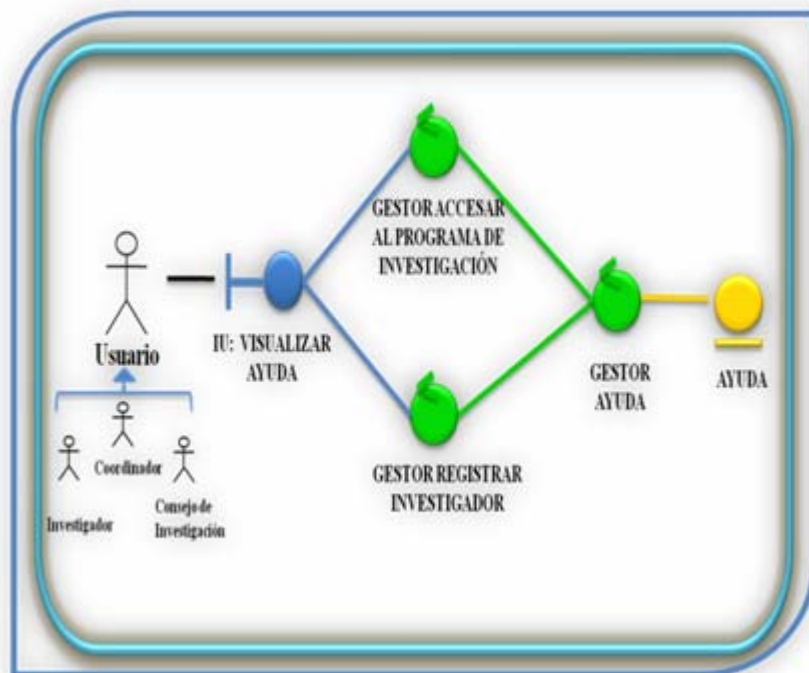 GESTOR ACCESAR
AL PROGRAMA DE
INVESTIGACIÓN
Usuario
IU: VISUALIZAR
AYUDA
GESTOR
AYUDA
AYUDA
Coordinador
Investigador
Consejo de
Investigación
GESTOR REGISTRAR
INVESTIGADOR